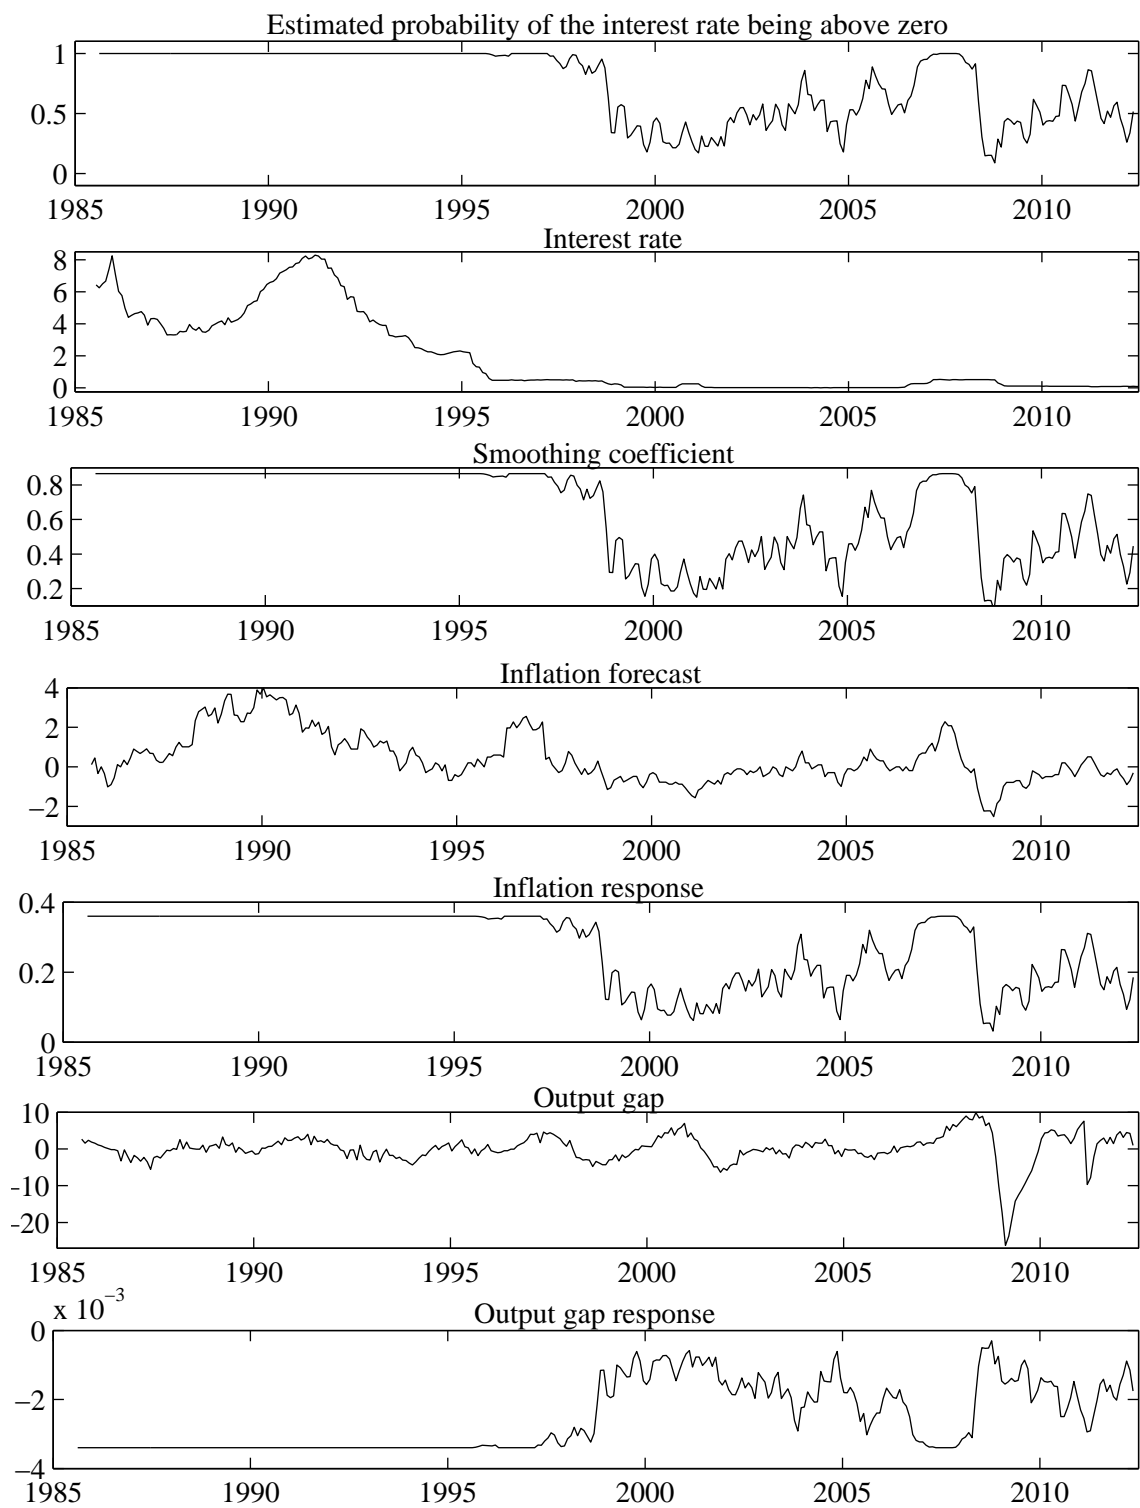 Estimated probability of the interest rate being above zero
1
0.5
0
1985 1990 1995 2000 2005 2010
Interest rate
8
6
4
2
0
1985 1990 1995 2000 2005 2010
Smoothing coefficient
0.8
0.6
0.4
0.2
1985 1990 1995 2000 2005 2010
Inflation forecast
4
2
0
−2
1985 1990 1995 2000 2005 2010
Inflation response
0.4
0.2
0
1985 1990 1995 2000 2005 2010
Output gap
10
0
-10
-20
1985 1990 1995 2000 2005 2010
x 10⁻³
Output gap response
0
−2
−4
1985 1990 1995 2000 2005 2010